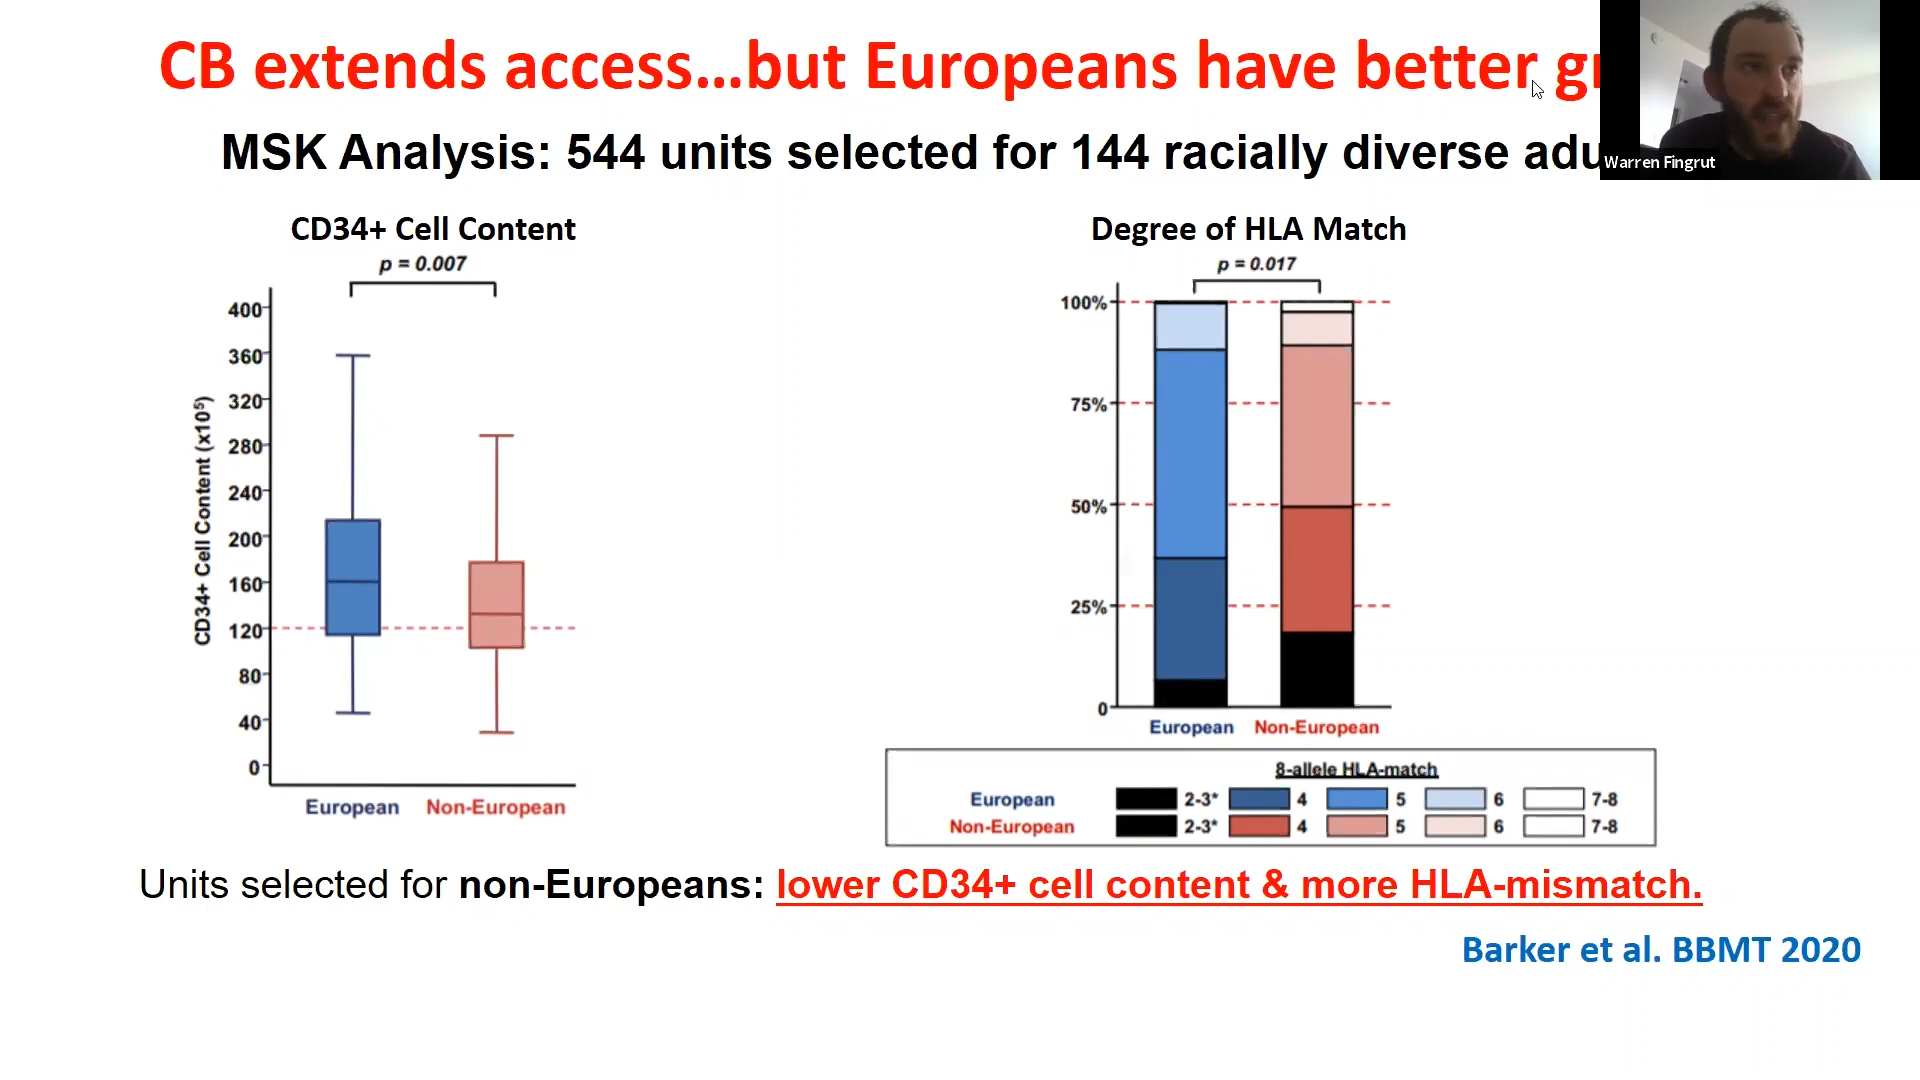 CB extends access...but Europeans have better
MSK Analysis: 544 units selected for 144 racially diverse
Warren Fingrut
CD34+ Cell Content
p = 0.007
400
360
320
280
240
200
160
120
80
40
0
CD34+ Cell Content (x10⁵)
European Non-European
Degree of HLA Match
p = 0.017
100%
75%
50%
25%
0
European Non-European
8-allele HLA-match
European 2-3* 4 5 6 7-8
Non-European 2-3* 4 5 6 7-8
Units selected for non-Europeans: lower CD34+ cell content & more HLA-mismatch.
Barker et al. BBMT 2020